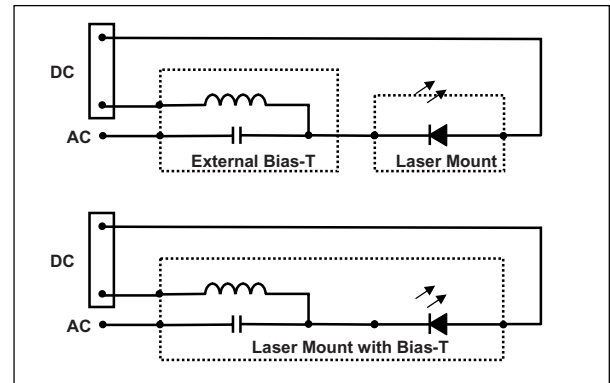 DC
AC
External Bias-T
Laser Mount
DC
AC
Laser Mount with Bias-T